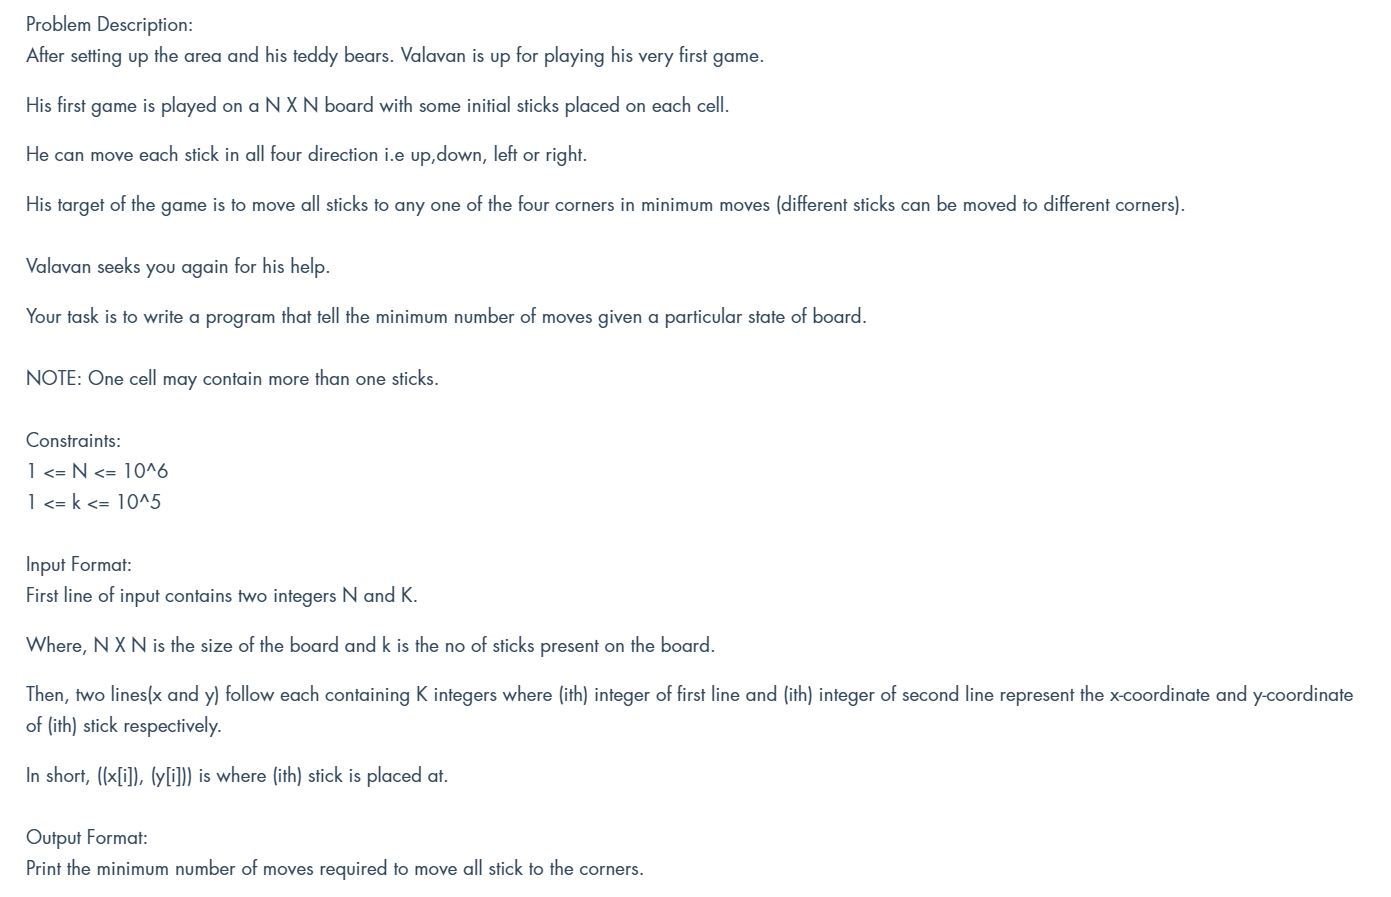 Problem Description:
After setting up the area and his teddy bears. Valavan is up for playing his very first game.
His first game is played on a N X N board with some initial sticks placed on each cell.
He can move each stick in all four direction i.e up,down, left or right.
His target of the game is to move all sticks to any one of the four corners in minimum moves (different sticks can be moved to different corners).
Valavan seeks you again for his help.
Your task is to write a program that tell the minimum number of moves given a particular state of board.
NOTE: One cell may contain more than one sticks.
Constraints:
1 <= N <= 10^6
1 <= k <= 10^5
Input Format:
First line of input contains two integers N and K.
Where, N X N is the size of the board and k is the no of sticks present on the board.
Then, two lines(x and y) follow each containing K integers where (ith) integer of first line and (ith) integer of second line represent the x-coordinate and y-coordinate
of (ith) stick respectively.
In short, ((x[i]), (y[i])) is where (ith) stick is placed at.
Output Format:
Print the minimum number of moves required to move all stick to the corners.